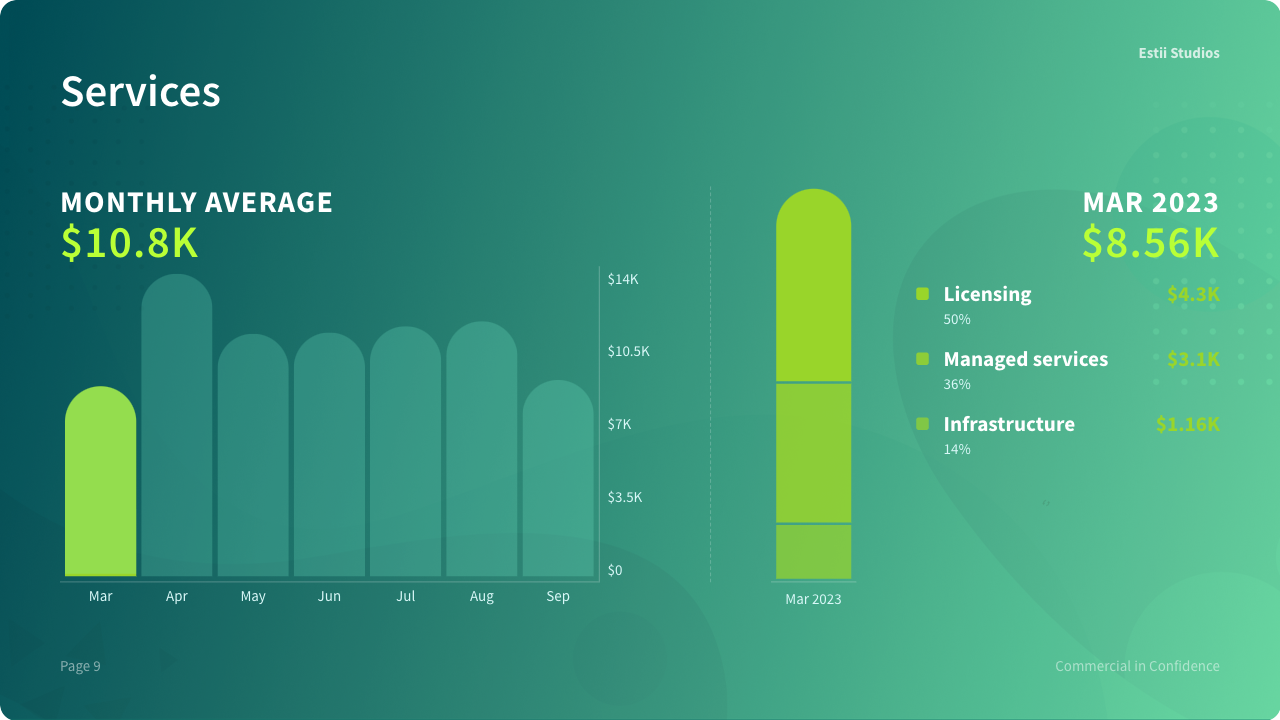 Estii Studios
Services
MONTHLY AVERAGE
$10.8K
$14K
$10.5K
$7K
$3.5K
$0
Mar Apr May Jun Jul Aug Sep
Mar 2023
MAR 2023
$8.56K
Licensing $4.3K
50%
Managed services $3.1K
36%
Infrastructure $1.16K
14%
Page 9
Commercial in Confidence